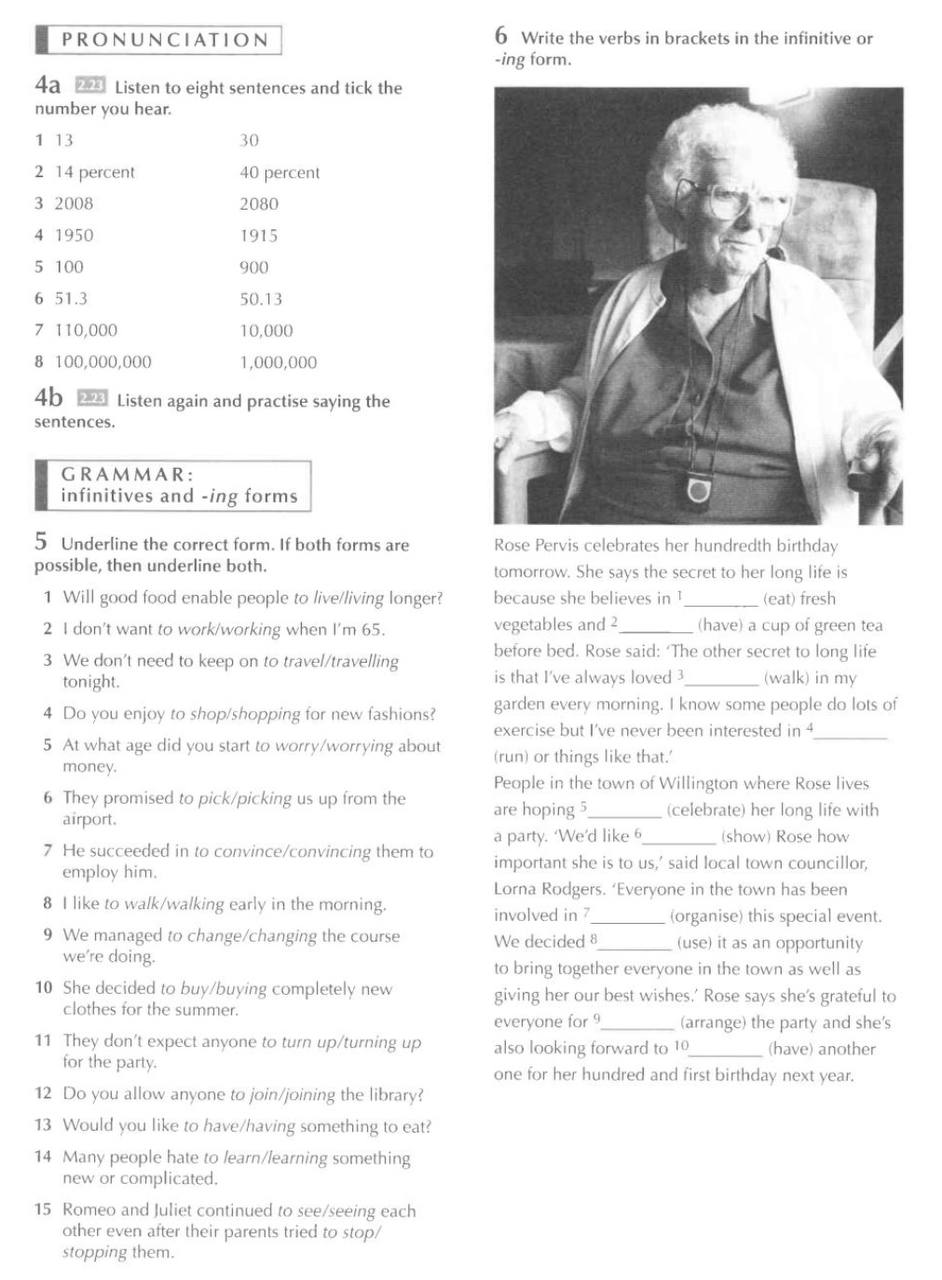 PRONUNCIATION
4a 2.23 Listen to eight sentences and tick the
number you hear.
1 13 30
2 14 percent 40 percent
3 2008 2080
4 1950 1915
5 100 900
6 51.3 50.13
7 110,000 10,000
8 100,000,000 1,000,000
4b 2.23 Listen again and practise saying the
sentences.
GRAMMAR:
infinitives and -ing forms
5 Underline the correct form. If both forms are
possible, then underline both.
1 Will good food enable people to live/living longer?
2 I don't want to work/working when I'm 65.
3 We don't need to keep on to travel/travelling
tonight.
4 Do you enjoy to shop/shopping for new fashions?
5 At what age did you start to worry/worrying about
money.
6 They promised to pick/picking us up from the
airport.
7 He succeeded in to convince/convincing them to
employ him.
8 I like to walk/walking early in the morning.
9 We managed to change/changing the course
we're doing.
10 She decided to buy/buying completely new
clothes for the summer.
11 They don't expect anyone to turn up/turning up
for the party.
12 Do you allow anyone to join/joining the library?
13 Would you like to have/having something to eat?
14 Many people hate to learn/learning something
new or complicated.
15 Romeo and Juliet continued to see/seeing each
other even after their parents tried to stop/
stopping them.
6 Write the verbs in brackets in the infinitive or
-ing form.
Rose Pervis celebrates her hundredth birthday
tomorrow. She says the secret to her long life is
because she believes in 1________ (eat) fresh
vegetables and 2________ (have) a cup of green tea
before bed. Rose said: 'The other secret to long life
is that I've always loved 3________ (walk) in my
garden every morning. I know some people do lots of
exercise but I've never been interested in 4________
(run) or things like that.'
People in the town of Willington where Rose lives
are hoping 5________ (celebrate) her long life with
a party. 'We'd like 6________ (show) Rose how
important she is to us,' said local town councillor,
Lorna Rodgers. 'Everyone in the town has been
involved in 7________ (organise) this special event.
We decided 8________ (use) it as an opportunity
to bring together everyone in the town as well as
giving her our best wishes.' Rose says she's grateful to
everyone for 9________ (arrange) the party and she's
also looking forward to 10________ (have) another
one for her hundred and first birthday next year.